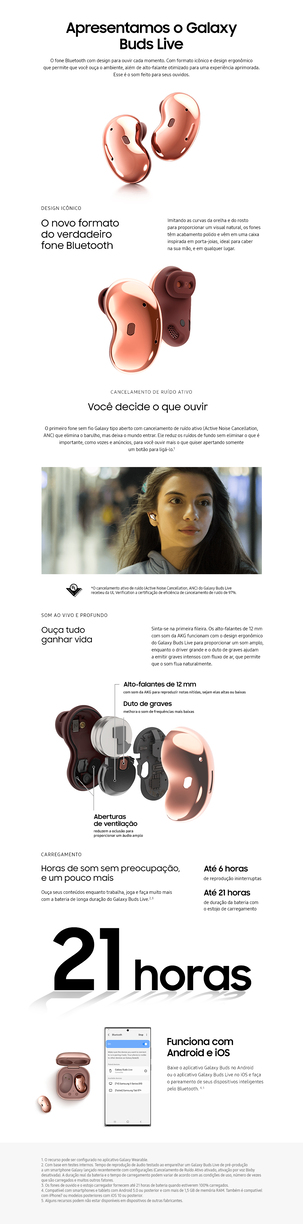 Apresentamos o Galaxy
Buds Live
O fone Bluetooth com design para ouvir cada momento. Com formato icônico e design ergonômico
que permite que você ouça o ambiente, além de alto-falante otimizado para uma experiência aprimorada.
Esse é o som feito para seus ouvidos.
DESIGN ICÔNICO
O novo formato
do verdadeiro
fone Bluetooth
Imitando as curvas da orelha e do rosto
para proporcionar um visual natural, os fones
têm acabamento polido e vêm em uma caixa
inspirada em porta-joias, ideal para caber
na sua mão, e em qualquer lugar.
CANCELAMENTO DE RUÍDO ATIVO
Você decide o que ouvir
O primeiro fone sem fio Galaxy tipo aberto com cancelamento de ruído ativo (Active Noise Cancellation,
ANC) que elimina o barulho, mas deixa o mundo entrar. Ele reduz os ruídos de fundo sem eliminar o que é
importante, como vozes e anúncios, para você ouvir mais o que quiser apertando somente
um botão para ligá-lo.¹
*O cancelamento ativo de ruído (Active Noise Cancellation, ANC) do Galaxy Buds Live
recebeu da UL Verification a certificação de eficiência de cancelamento de ruído de 97%.
SOM AO VIVO E PROFUNDO
Ouça tudo
ganhar vida
Sinta-se na primeira fileira. Os alto-falantes de 12 mm
com som da AKG funcionam com o design ergonômico
do Galaxy Buds Live para proporcionar um som amplo,
enquanto o driver grande e o duto de graves ajudam
a emitir graves intensos com fluxo de ar, que permite
que o som flua naturalmente.
Alto-falantes de 12 mm
com som da AKG para reproduzir notas nítidas, sejam elas altas ou baixas
Duto de graves
melhora o som de frequências mais baixas
Aberturas
de ventilação
reduzem a oclusão para
proporcionar um áudio amplo
CARREGAMENTO
Horas de som sem preocupação,
e um pouco mais
Ouça seus conteúdos enquanto trabalha, joga e faça muito mais
com a bateria de longa duração do Galaxy Buds Live.²,³
Até 6 horas
de reprodução ininterruptas
Até 21 horas
de duração da bateria com
o estojo de carregamento
21 horas
Funciona com
Android e iOS
Baixe o aplicativo Galaxy Buds no Android
ou o aplicativo Galaxy Buds Live no iOS e faça
o pareamento de seus dispositivos inteligentes
pelo Bluetooth.
1. O recurso pode ser configurado no aplicativo Galaxy Wearable.